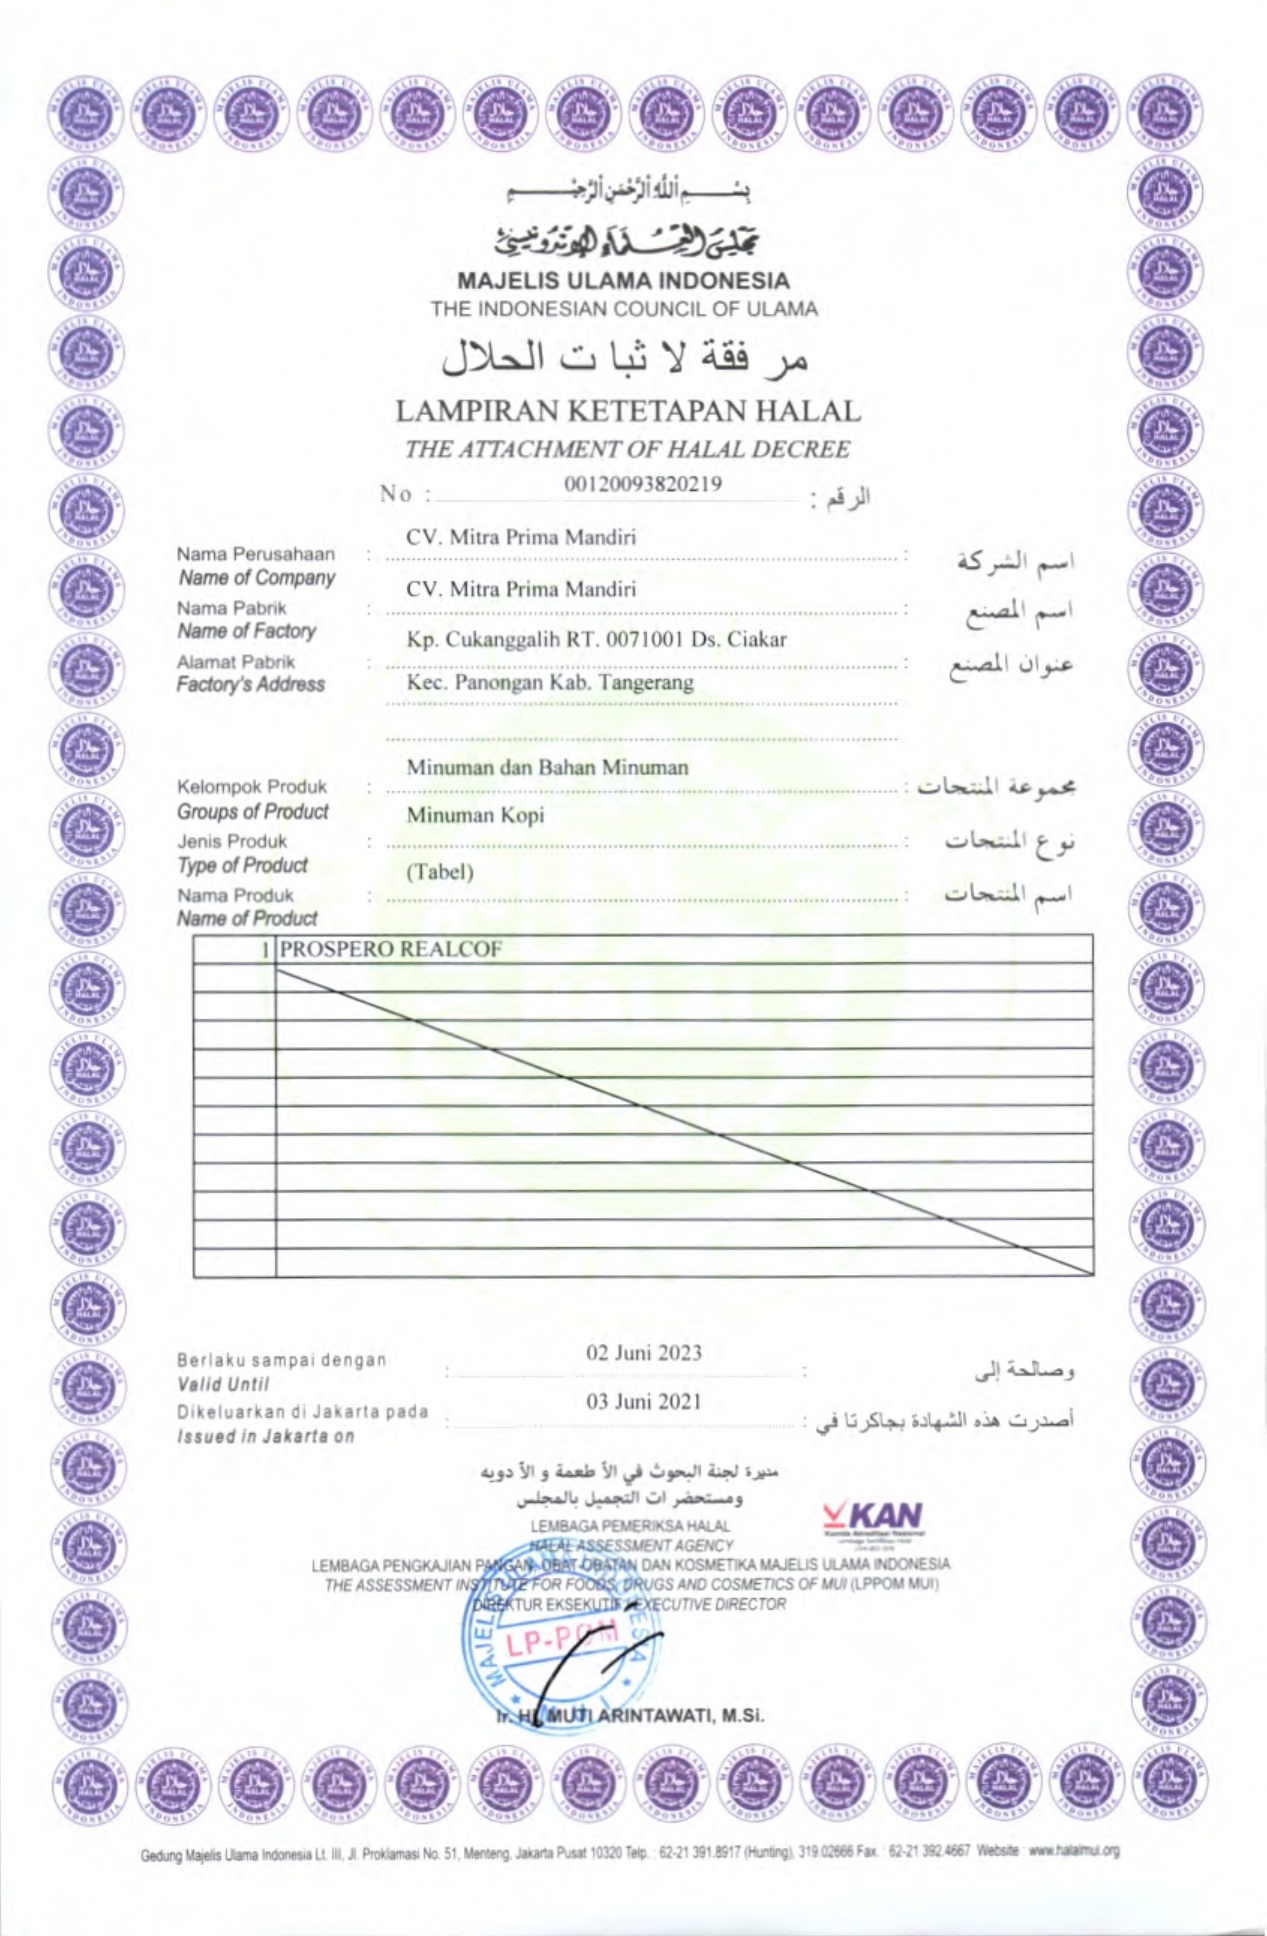 بِسْمِ اللَّهِ الرَّحْمَنِ الرَّحِيْمِ
مجلس العلماء الإندونيسي
MAJELIS ULAMA INDONESIA
THE INDONESIAN COUNCIL OF ULAMA
مر فقة لا ثبا ت الحلال
LAMPIRAN KETETAPAN HALAL
THE ATTACHMENT OF HALAL DECREE
No : 00120093820219 : الرقم
Nama Perusahaan : CV. Mitra Prima Mandiri : اسم الشركة
Name of Company
Nama Pabrik : CV. Mitra Prima Mandiri : اسم المصنع
Name of Factory
Alamat Pabrik : Kp. Cukanggalih RT. 0071001 Ds. Ciakar : عنوان المصنع
Factory's Address Kec. Panongan Kab. Tangerang
Kelompok Produk : Minuman dan Bahan Minuman : مجموعة المنتجات
Groups of Product
Jenis Produk : Minuman Kopi : نوع المنتجات
Type of Product
Nama Produk : (Tabel) : اسم المنتجات
Name of Product
1 PROSPERO REALCOF
Berlaku sampai dengan : 02 Juni 2023 : وصالحة إلى
Valid Until
Dikeluarkan di Jakarta pada : 03 Juni 2021 : أصدرت هذه الشهادة بجاكرتا في
Issued in Jakarta on
مديرة لجنة البحوث في الأ طعمة و الأ دويه
ومستحضر ات التجميل بالمجلس
LEMBAGA PEMERIKSA HALAL
HALAL ASSESSMENT AGENCY
KAN
Komite Akreditasi Nasional
LEMBAGA PENGKAJIAN PANGAN, OBAT-OBATAN DAN KOSMETIKA MAJELIS ULAMA INDONESIA
THE ASSESSMENT INSTITUTE FOR FOODS, DRUGS AND COSMETICS OF MUI (LPPOM MUI)
DIREKTUR EKSEKUTIF / EXECUTIVE DIRECTOR
LP-POM
Ir. Hj. MUTI ARINTAWATI, M.Si.
Gedung Majelis Ulama Indonesia Lt. III, Jl. Proklamasi No. 51, Menteng, Jakarta Pusat 10320 Telp. : 62-21 391.8917 (Hunting), 319.02666 Fax. : 62-21 392.4667 Website : www.halalmui.org